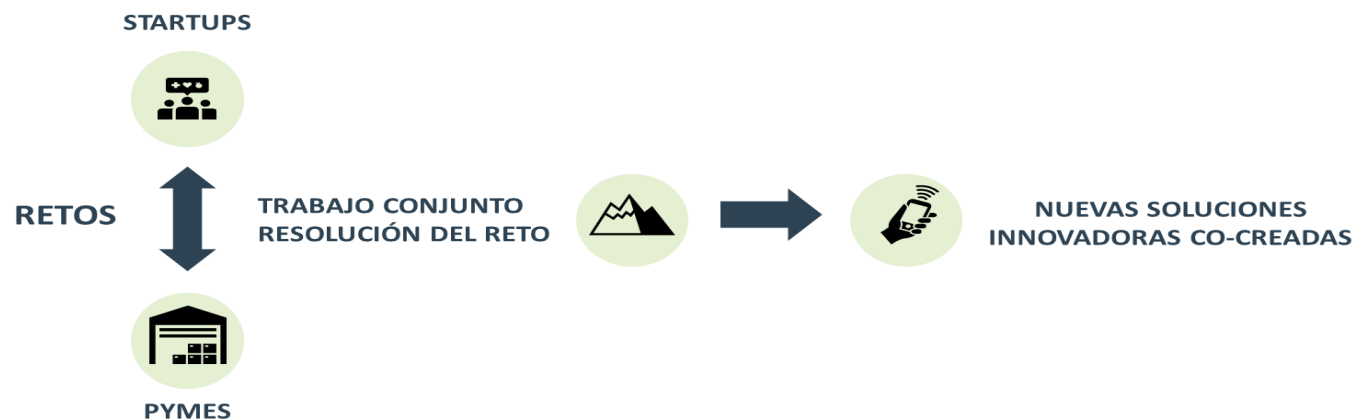 STARTUPS
RETOS
TRABAJO CONJUNTO
RESOLUCIÓN DEL RETO
NUEVAS SOLUCIONES
INNOVADORAS CO-CREADAS
PYMES